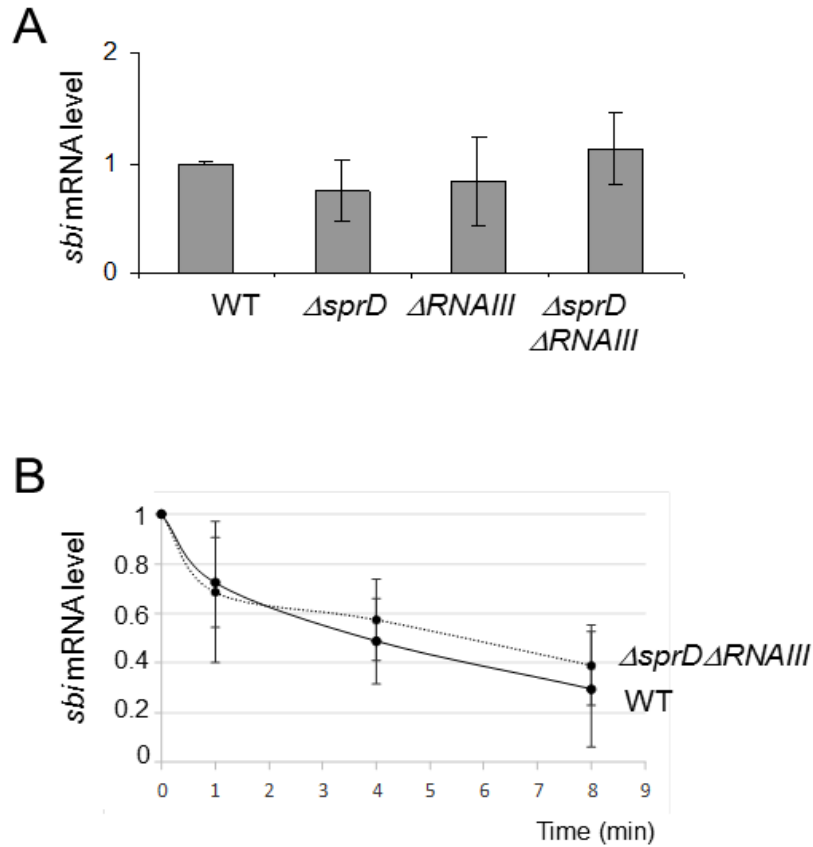 A
sbi mRNA level
2
1
0
WT ΔsprD ΔRNAIII ΔsprD
ΔRNAIII
B
sbi mRNA level
1
0.8
0.6
0.4
0.2
0
ΔsprDΔRNAIII
WT
0 1 2 3 4 5 6 7 8 9
Time (min)